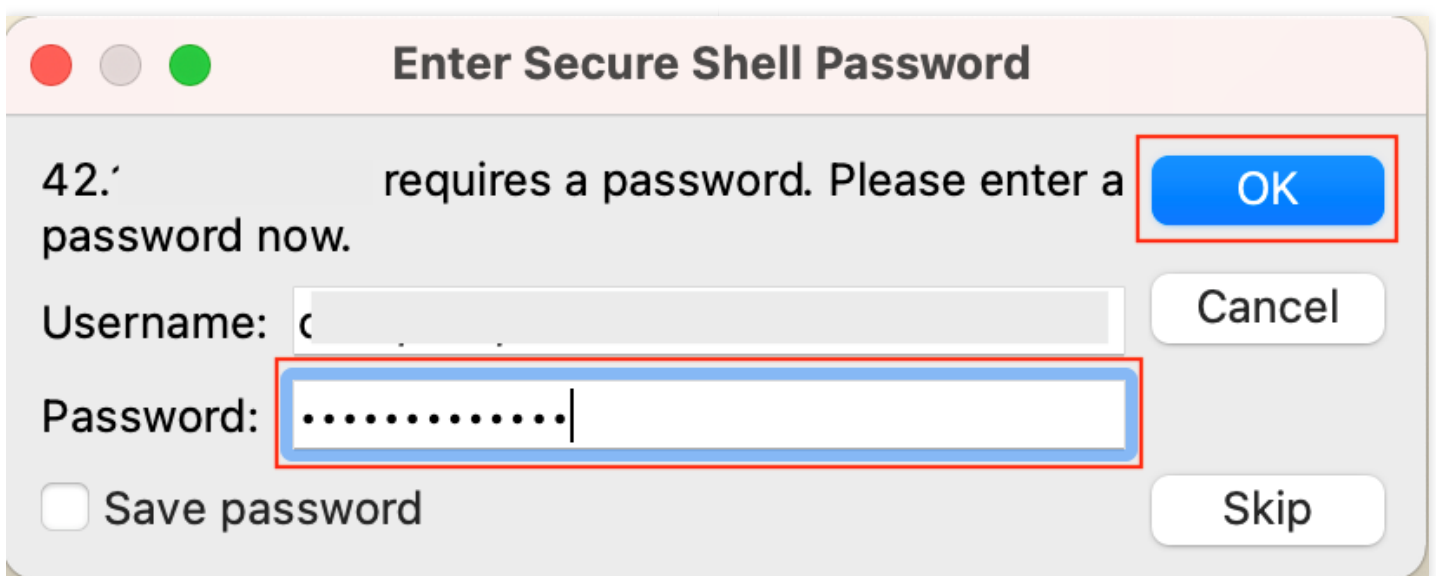 Enter Secure Shell Password
42. requires a password. Please enter a
password now.
OK
Username:
Cancel
Password: •••••••••••••
Save password
Skip